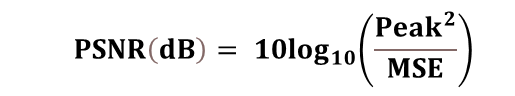 PSNR(dB) = 10log₁₀(Peak²/MSE)